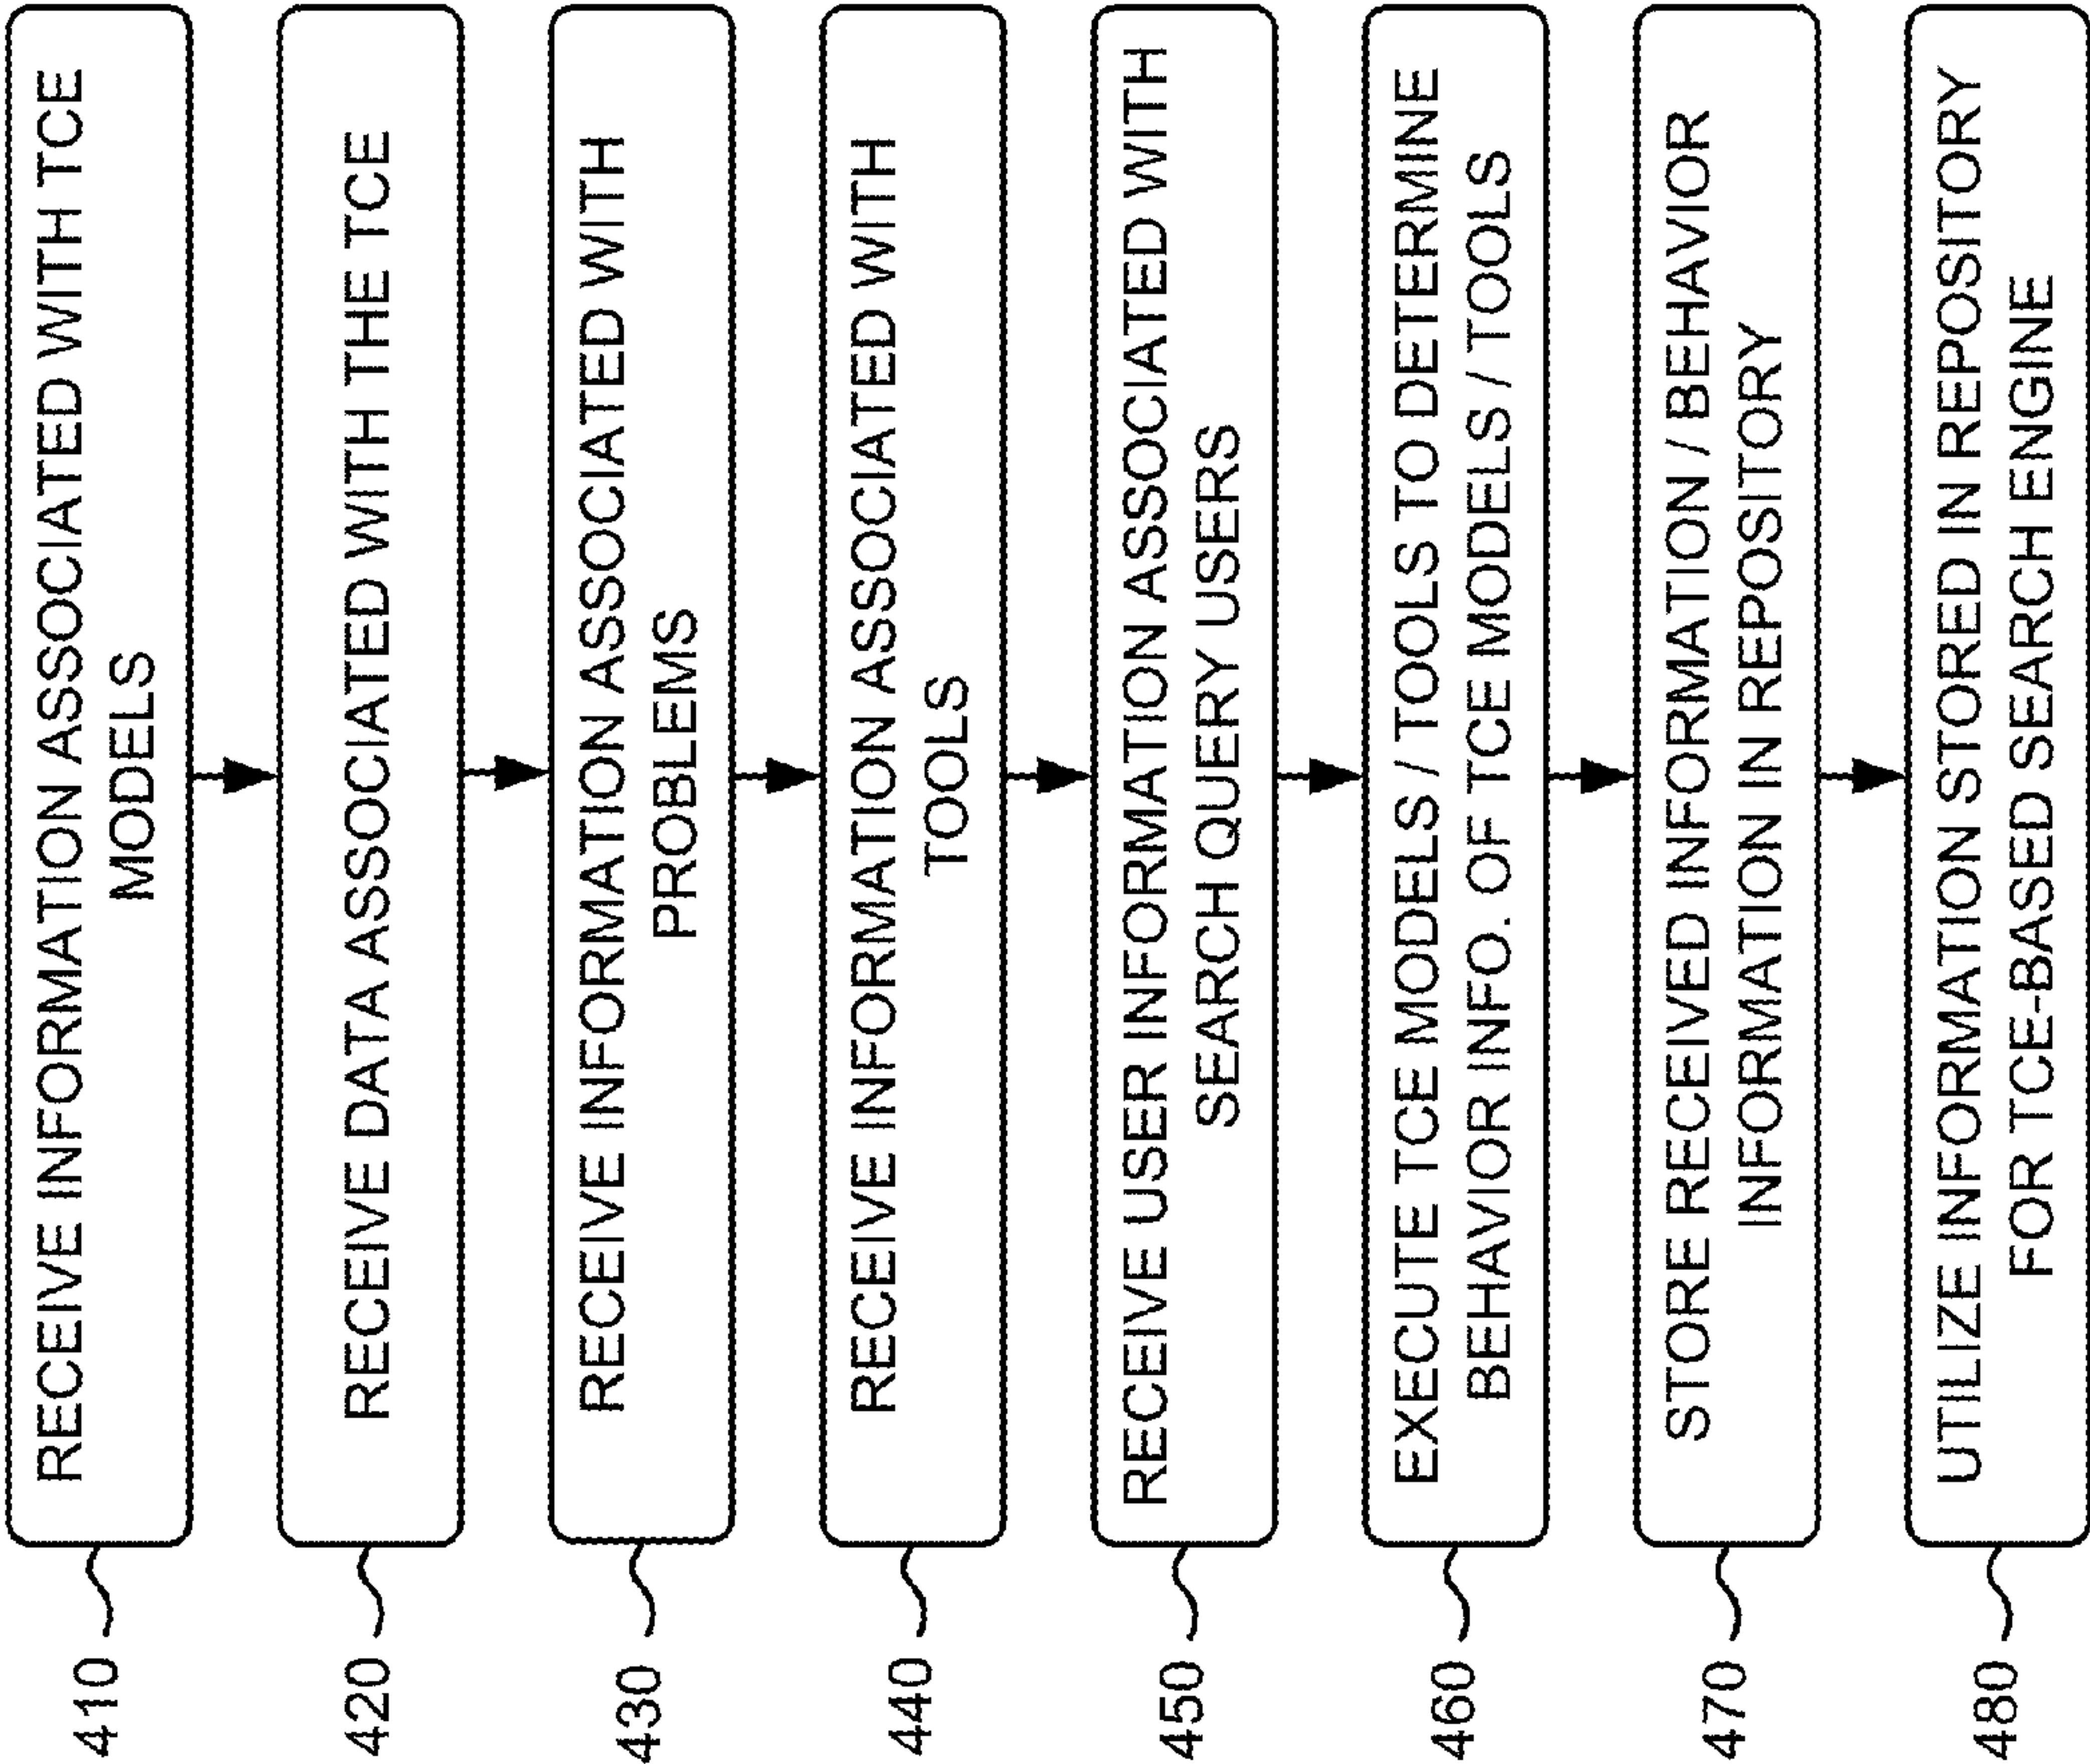 410
RECEIVE INFORMATION ASSOCIATED WITH TCE
MODELS
420
RECEIVE DATA ASSOCIATED WITH THE TCE
430
RECEIVE INFORMATION ASSOCIATED WITH
PROBLEMS
440
RECEIVE INFORMATION ASSOCIATED WITH
TOOLS
450
RECEIVE USER INFORMATION ASSOCIATED WITH
SEARCH QUERY USERS
460
EXECUTE TCE MODELS / TOOLS TO DETERMINE
BEHAVIOR INFO. OF TCE MODELS / TOOLS
470
STORE RECEIVED INFORMATION / BEHAVIOR
INFORMATION IN REPOSITORY
480
UTILIZE INFORMATION STORED IN REPOSITORY
FOR TCE-BASED SEARCH ENGINE